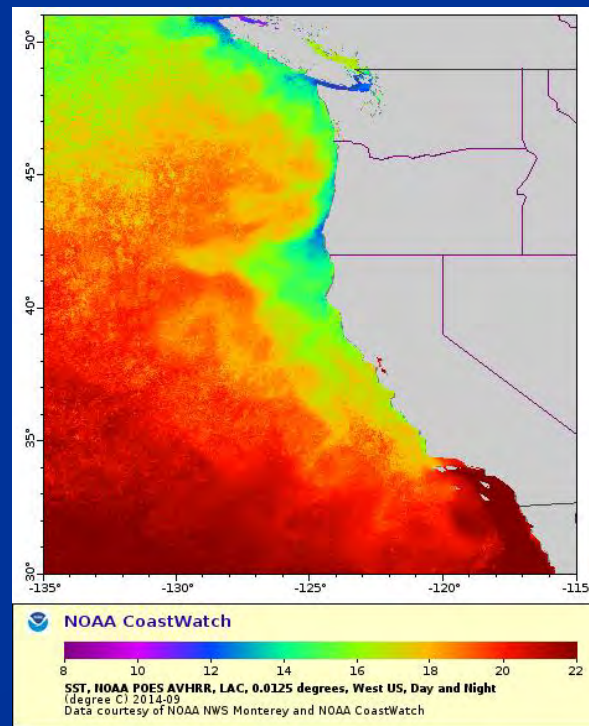 50°
45°
40°
35°
30°
-135 -130 -125 -120 -115
NOAA CoastWatch
8 10 12 14 16 18 20 22
SST, NOAA POES AVHRR, LAC, 0.0125 degrees, West US, Day and Night
(degree C) 2014-09
Data courtesy of NOAA NWS Monterey and NOAA CoastWatch